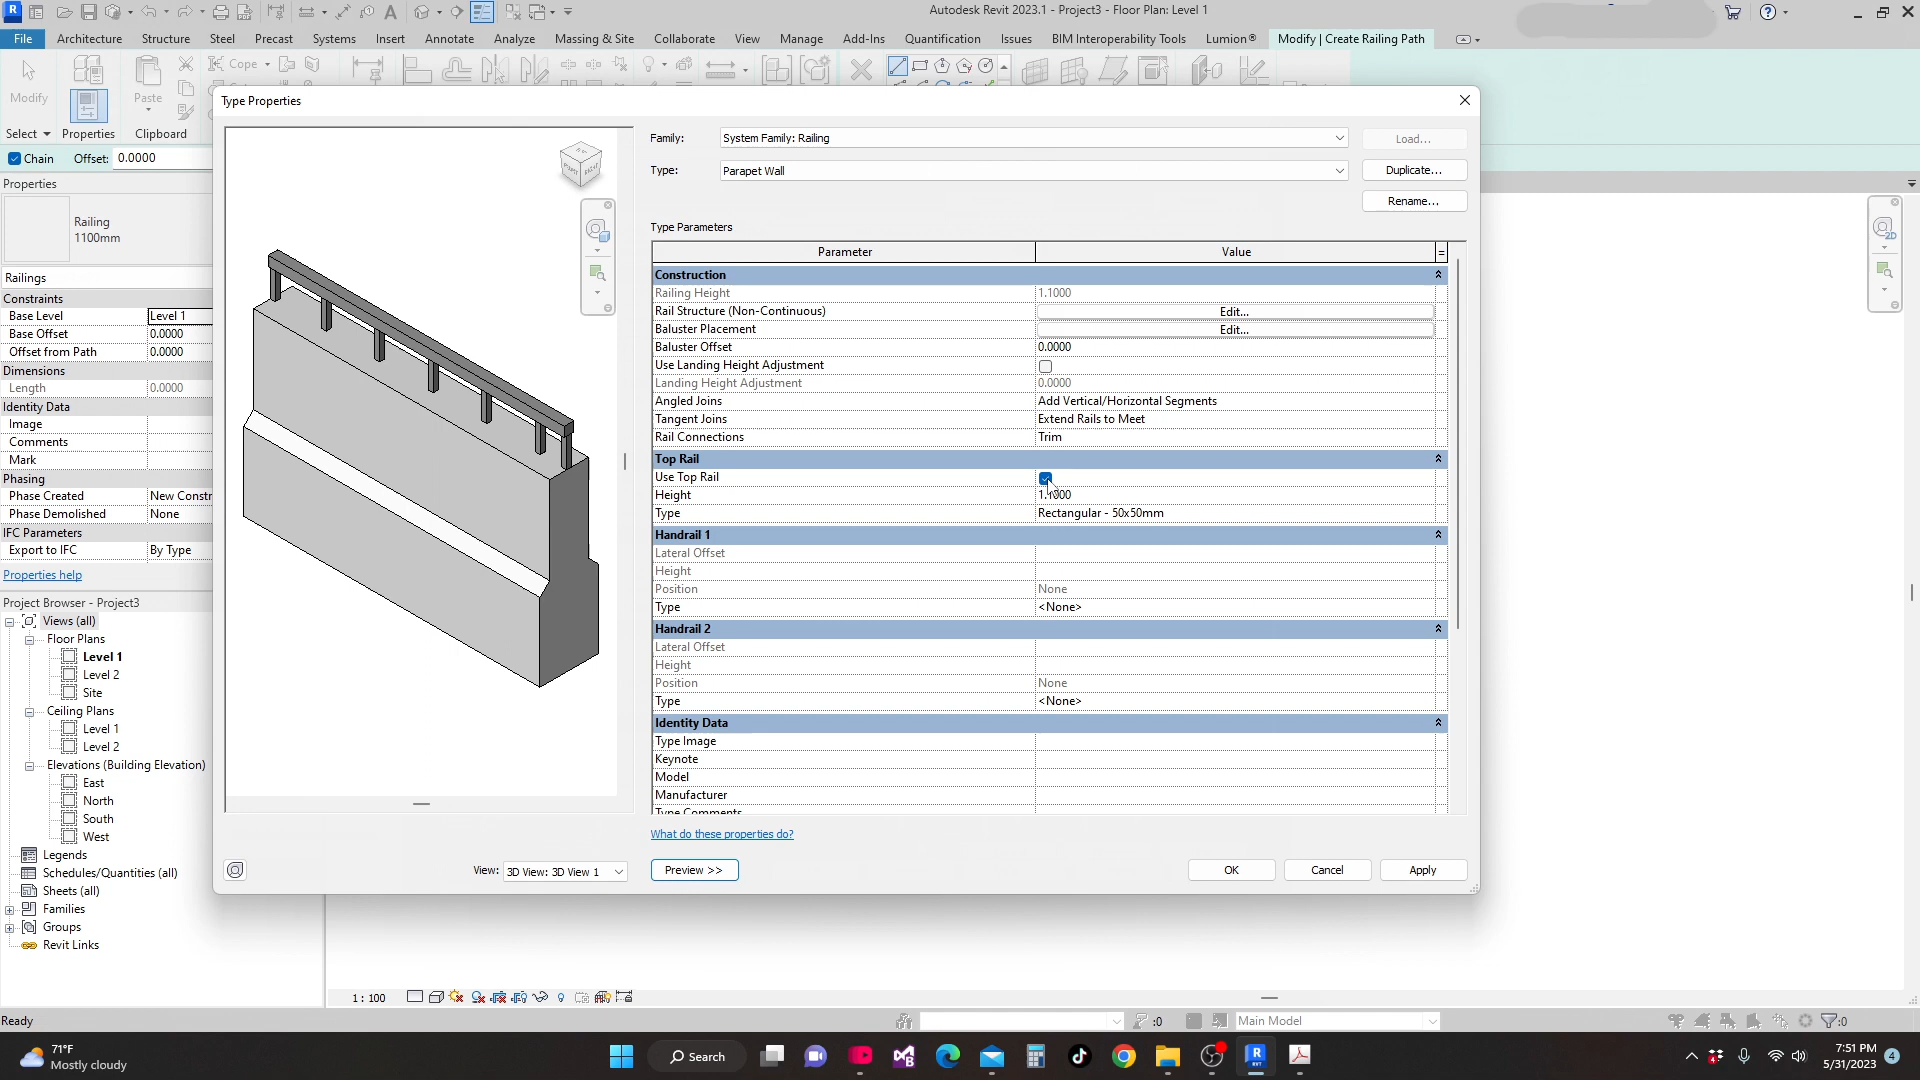 Autodesk Revit 2023.1 - Project3 - Floor Plan: Level 1
File Architecture Structure Steel Precast Systems Insert Annotate Analyze Massing & Site Collaborate View Manage Add-Ins Quantification Issues BIM Interoperability Tools Lumion® Modify | Create Railing Path
Modify
Paste
Cope
Select Properties Clipboard
Chain Offset: 0.0000
Properties
Railing
1100mm
Railings
Constraints
Base Level Level 1
Base Offset 0.0000
Offset from Path 0.0000
Dimensions
Length 0.0000
Identity Data
Image
Comments
Mark
Phasing
Phase Created New Constr
Phase Demolished None
IFC Parameters
Export to IFC By Type
Properties help
Project Browser - Project3
Views (all)
Floor Plans
Level 1
Level 2
Site
Ceiling Plans
Level 1
Level 2
Elevations (Building Elevation)
East
North
South
West
Legends
Schedules/Quantities (all)
Sheets (all)
Families
Groups
Revit Links
Type Properties
Family: System Family: Railing Load...
Type: Parapet Wall Duplicate...
Rename...
Type Parameters
Parameter Value =
Construction
Railing Height 1.1000
Rail Structure (Non-Continuous) Edit...
Baluster Placement Edit...
Baluster Offset 0.0000
Use Landing Height Adjustment
Landing Height Adjustment 0.0000
Angled Joins Add Vertical/Horizontal Segments
Tangent Joins Extend Rails to Meet
Rail Connections Trim
Top Rail
Use Top Rail
Height 1.1000
Type Rectangular - 50x50mm
Handrail 1
Lateral Offset
Height
Position None
Type <None>
Handrail 2
Lateral Offset
Height
Position None
Type <None>
Identity Data
Type Image
Keynote
Model
Manufacturer
Type Comments
What do these properties do?
View: 3D View: 3D View 1 Preview >> OK Cancel Apply
1 : 100
Ready :0 Main Model :0
71°F
Mostly cloudy
Search
7:51 PM
5/31/2023
4